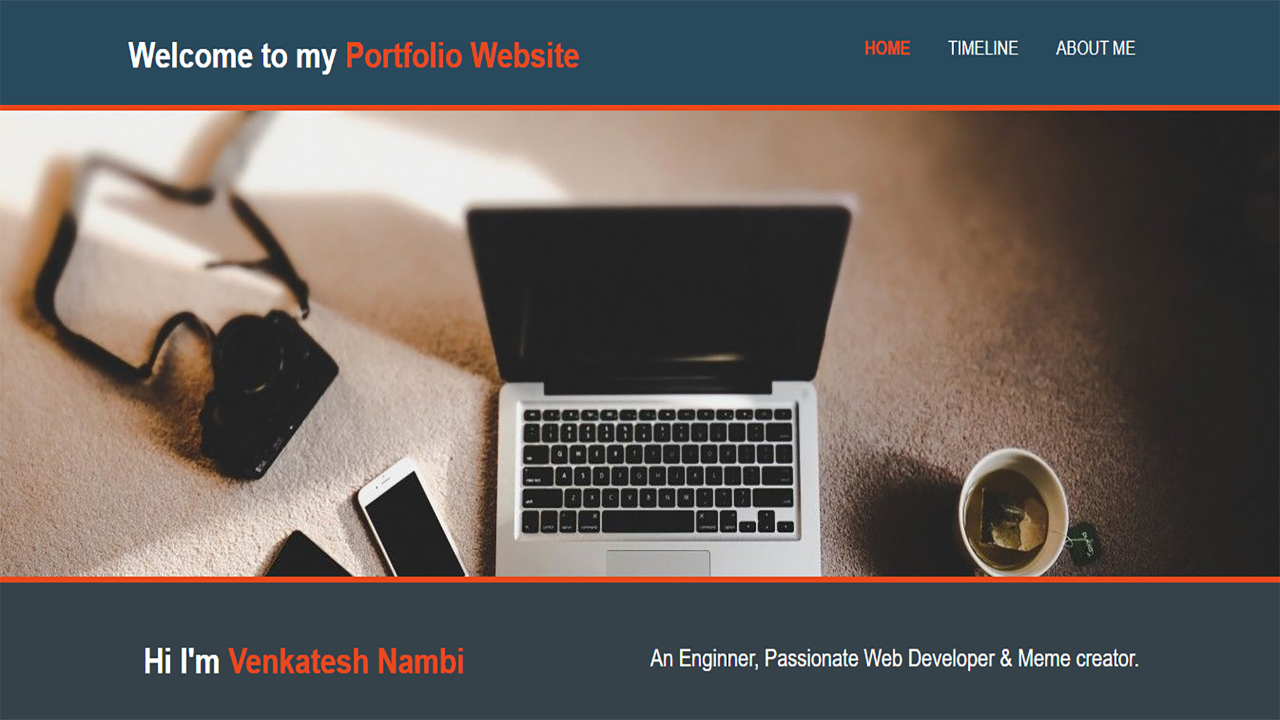 Welcome to my Portfolio Website
HOME TIMELINE ABOUT ME
Hi I'm Venkatesh Nambi
An Enginner, Passionate Web Developer & Meme creator.